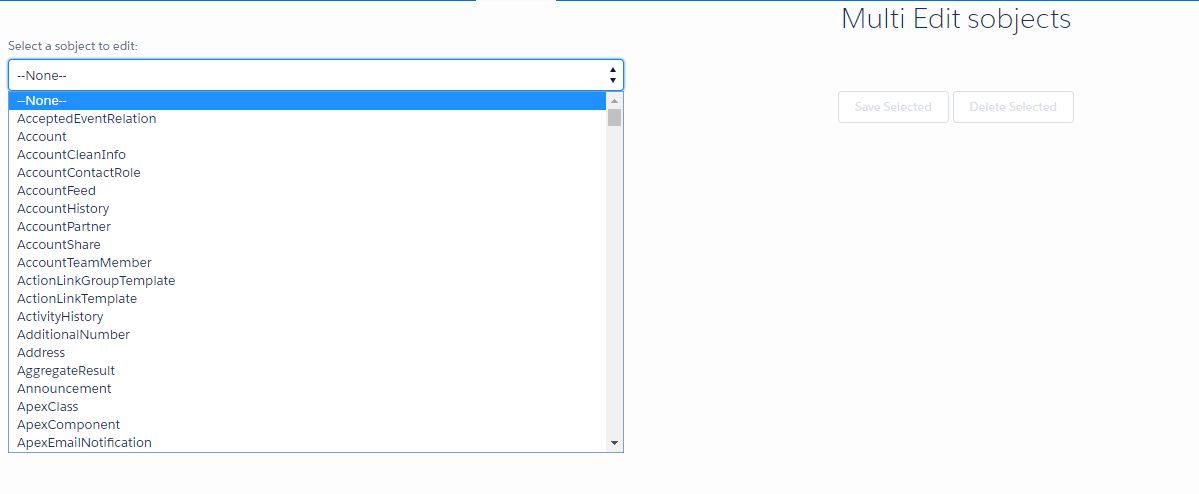 Multi Edit sobjects
Select a sobject to edit:
--None--
--None--
AcceptedEventRelation
Account
AccountCleanInfo
AccountContactRole
AccountFeed
AccountHistory
AccountPartner
AccountShare
AccountTeamMember
ActionLinkGroupTemplate
ActionLinkTemplate
ActivityHistory
AdditionalNumber
Address
AggregateResult
Announcement
ApexClass
ApexComponent
ApexEmailNotification
Save Selected
Delete Selected